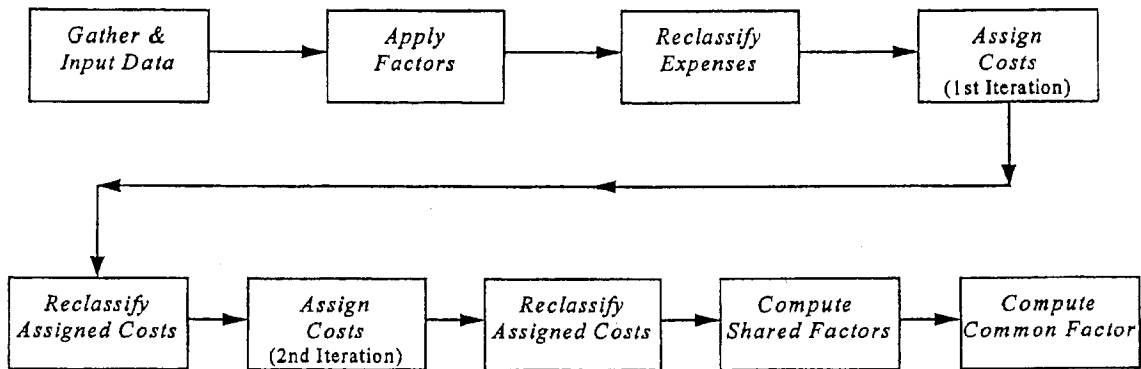 Gather &
Input Data
Apply
Factors
Reclassify
Expenses
Assign
Costs
(1st Iteration)
Reclassify
Assigned Costs
Assign
Costs
(2nd Iteration)
Reclassify
Assigned Costs
Compute
Shared Factors
Compute
Common Factor